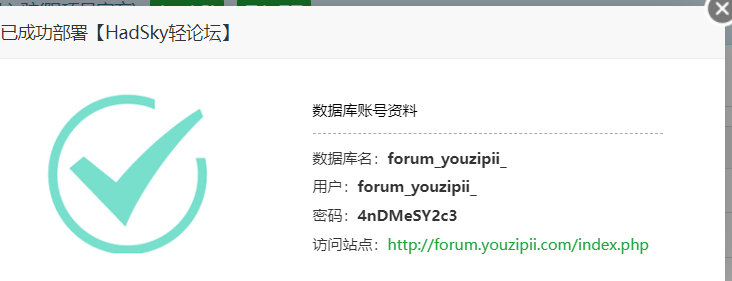 已成功部署【HadSky轻论坛】
数据库账号资料
数据库名：forum_youzipii_
用户：forum_youzipii_
密码：4nDMeSY2c3
访问站点：http://forum.youzipii.com/index.php